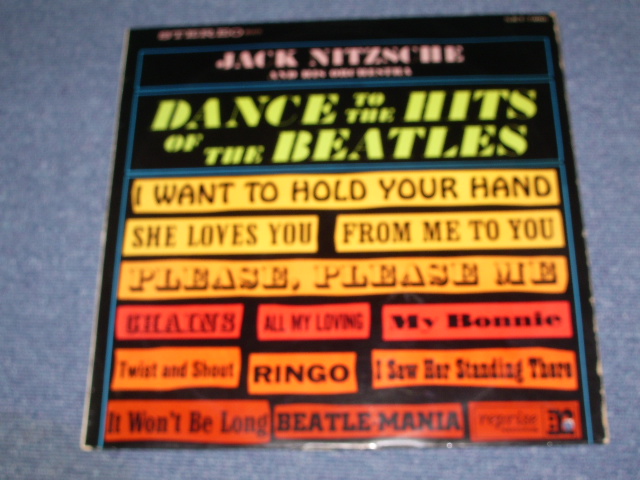 STEREO
JACK NITZSCHE
AND HIS ORCHESTRA
DANCE TO THE HITS
OF THE BEATLES
I WANT TO HOLD YOUR HAND
SHE LOVES YOU FROM ME TO YOU
PLEASE, PLEASE ME
CHAINS ALL MY LOVING My Bonnie
Twist and Shout RINGO I Saw Her Standing There
It Won't Be Long BEATLE-MANIA reprise